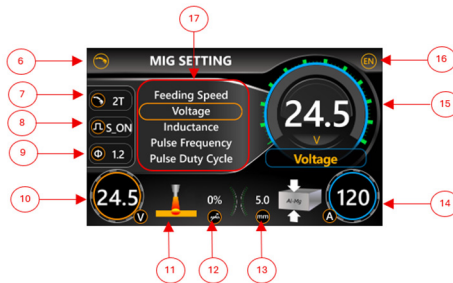 17
6
MIG SETTING
EN
16
7
2T
Feeding Speed
24.5
15
8
S_ON
Voltage
V
9
1.2
Inductance
Pulse Frequency
Pulse Duty Cycle
Voltage
10
24.5
V
0%
5.0
mm
Al-Mg
120
A
14
11
12
13